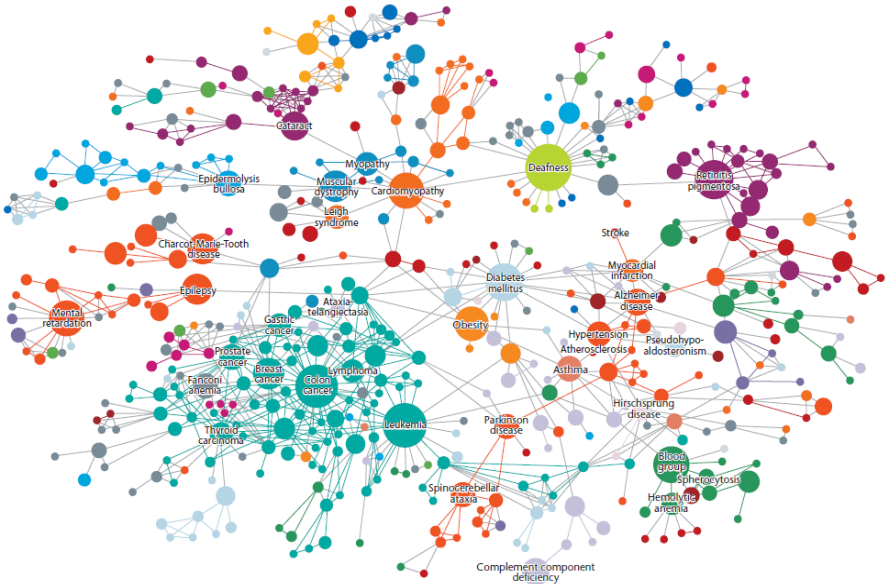 Cataract
Deafness
Myopathy
Epidermolysis
bullosa
Muscular
dystrophy
Cardiomyopathy
Retinitis
pigmentosa
Leigh
syndrome
Stroke
Charcot-Marie-Tooth
disease
Myocardial
infarction
Diabetes
mellitus
Epilepsy
Alzheimer
disease
Ataxia-
telangiectasia
Mental
retardation
Gastric
cancer
Obesity
Hypertension
Pseudohypo-
aldosteronism
Atherosclerosis
Prostate
cancer
Breast
cancer
Lymphoma
Asthma
Fanconi
anemia
Colon
cancer
Hirschsprung
disease
Leukemia
Parkinson
disease
Thyroid
carcinoma
Blood
group
Spherocytosis
Spinocerebellar
ataxia
Hemolytic
anemia
Complement component
deficiency